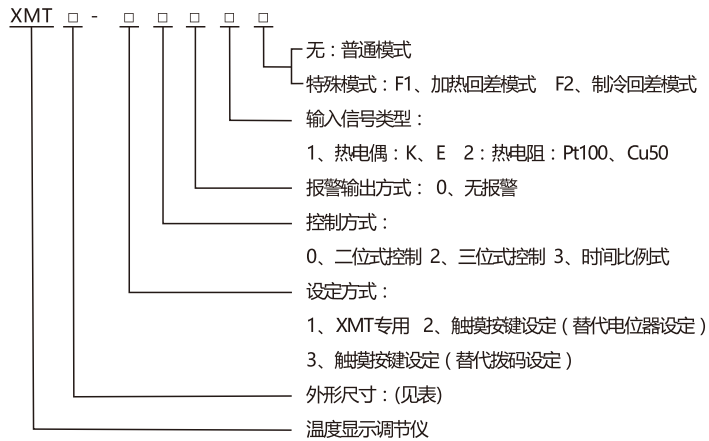 XMT□-□□□□□
无：普通模式
特殊模式：F1、加热回差模式 F2、制冷回差模式
输入信号类型：
1、热电偶：K、E 2：热电阻：Pt100、Cu50
报警输出方式： 0、无报警
控制方式：
0、二位式控制 2、三位式控制 3、时间比例式
设定方式：
1、XMT专用 2、触摸按键设定（替代电位器设定）
3、触摸按键设定（替代拨码设定）
外形尺寸：(见表)
温度显示调节仪